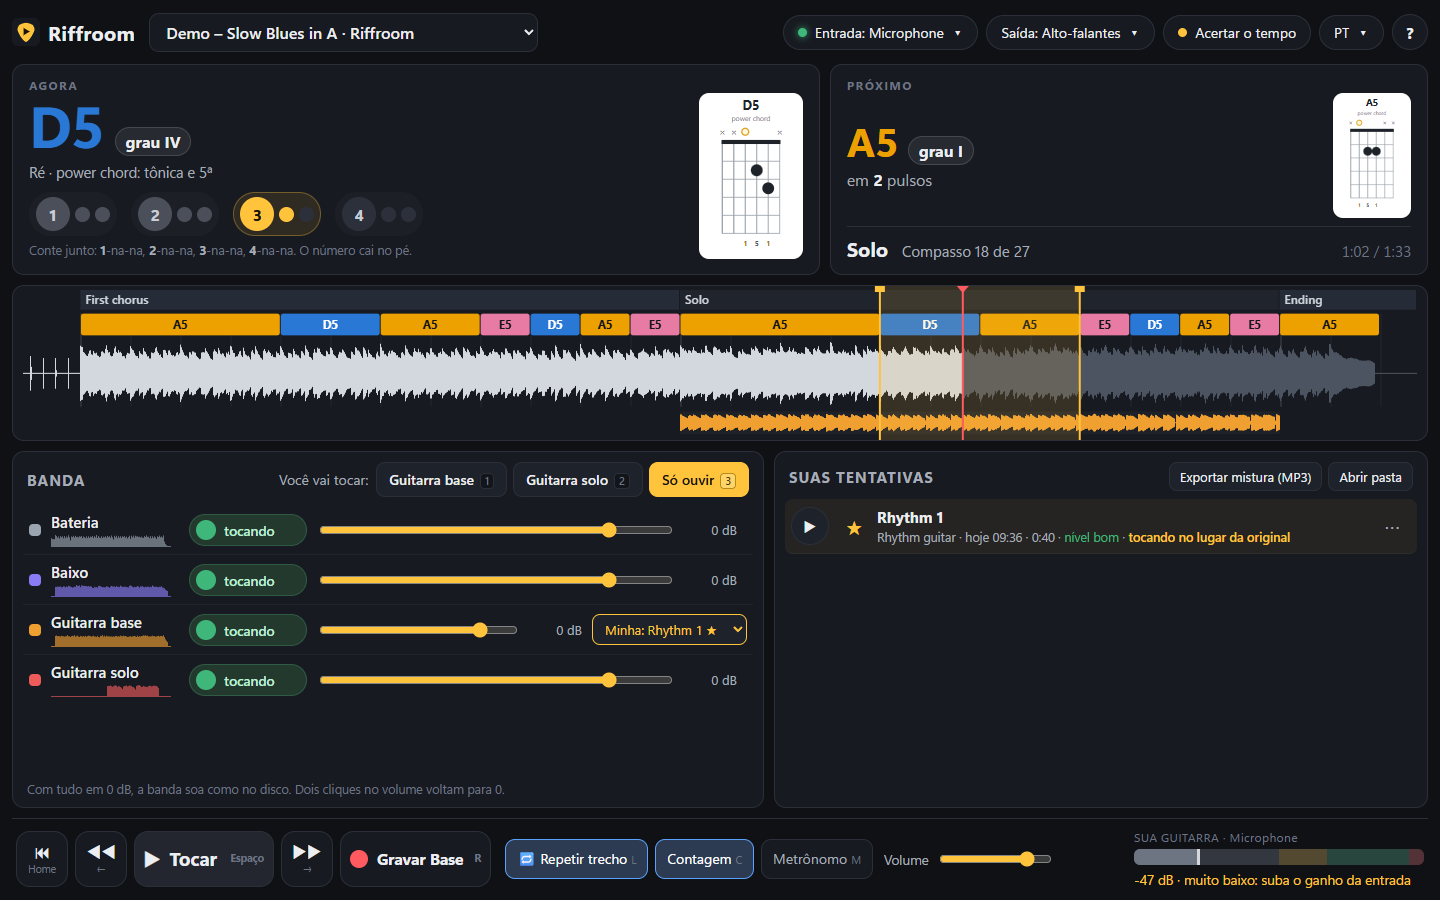 Riffroom
Demo – Slow Blues in A · Riffroom
Entrada: Microphone
Saída: Alto-falantes
Acertar o tempo
PT
?
AGORA
D5
grau IV
Ré · power chord: tônica e 5ª
1
2
3
4
Conte junto: 1-na-na, 2-na-na, 3-na-na, 4-na-na. O número cai no pé.
D5
power chord
1 5 1
PRÓXIMO
A5
grau I
em 2 pulsos
A5
power chord
1 5 1
Solo
Compasso 18 de 27
1:02 / 1:33
First chorus
Solo
Ending
A5 D5 A5 E5 D5 A5 E5 A5 D5 A5 E5 D5 A5 E5 A5
BANDA
Você vai tocar:
Guitarra base 1
Guitarra solo 2
Só ouvir 3
Bateria
tocando
0 dB
Baixo
tocando
0 dB
Guitarra base
tocando
0 dB
Minha: Rhythm 1 ★
Guitarra solo
tocando
0 dB
Com tudo em 0 dB, a banda soa como no disco. Dois cliques no volume voltam para 0.
SUAS TENTATIVAS
Exportar mistura (MP3)
Abrir pasta
Rhythm 1
Rhythm guitar · hoje 09:36 · 0:40 · nível bom · tocando no lugar da original
Home
Tocar Espaço
Gravar Base R
Repetir trecho L
Contagem C
Metrônomo M
Volume
SUA GUITARRA · Microphone
-47 dB · muito baixo: suba o ganho da entrada